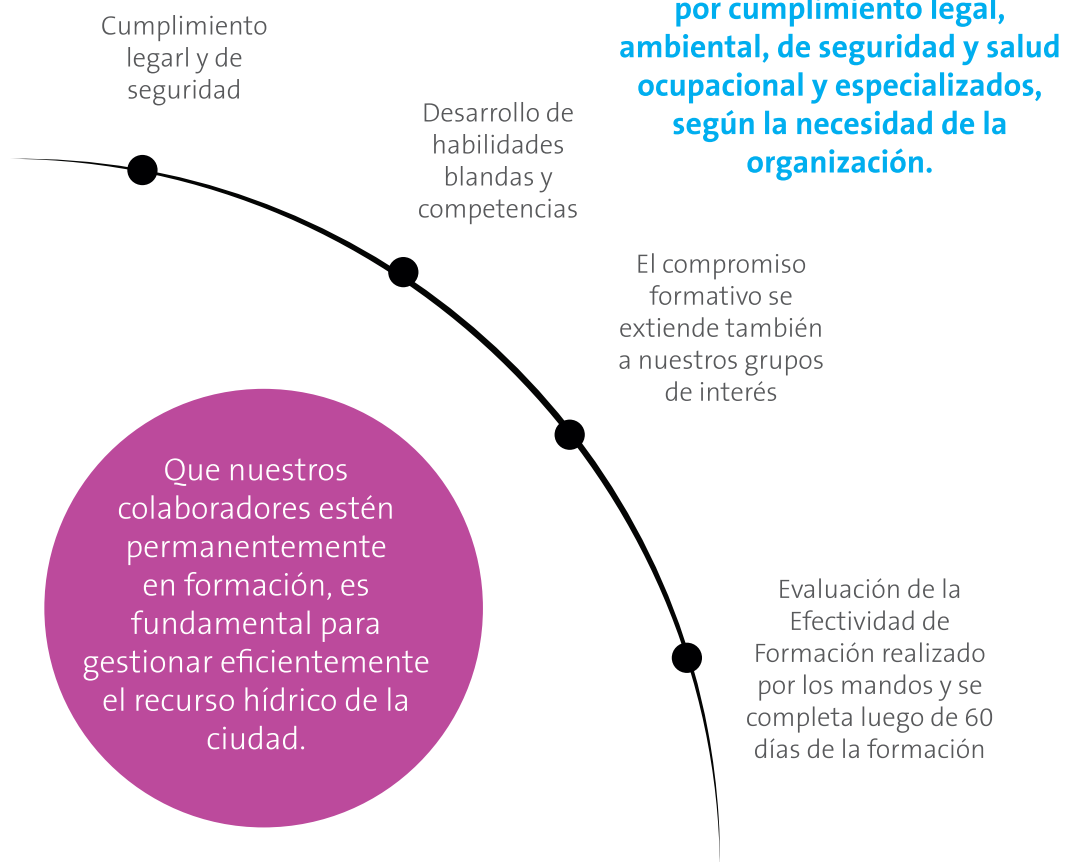 Cumplimiento
legarl y de
seguridad
por cumplimiento legal,
ambiental, de seguridad y salud
ocupacional y especializados,
según la necesidad de la
organización.
Desarrollo de
habilidades
blandas y
competencias
El compromiso
formativo se
extiende también
a nuestros grupos
de interés
Que nuestros
colaboradores estén
permanentemente
en formación, es
fundamental para
gestionar eficientemente
el recurso hídrico de la
ciudad.
Evaluación de la
Efectividad de
Formación realizado
por los mandos y se
completa luego de 60
días de la formación